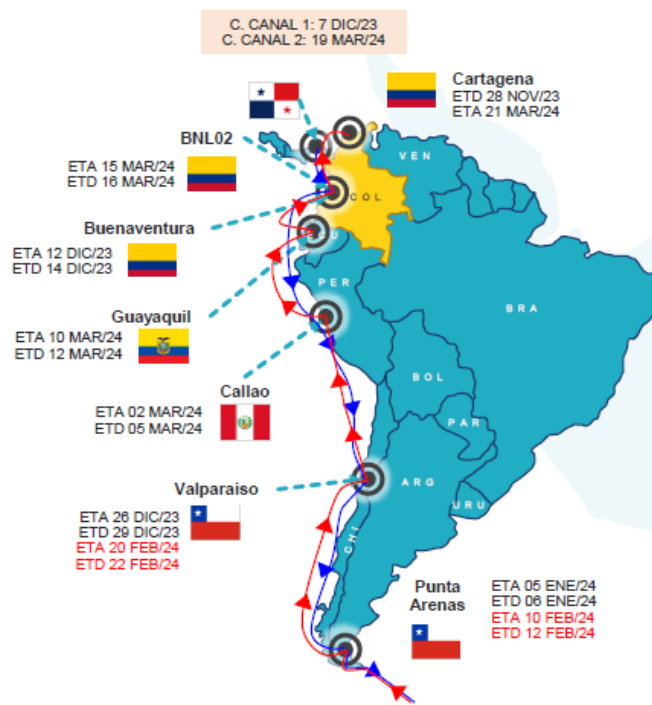 C. CANAL 1: 7 DIC/23
C. CANAL 2: 19 MAR/24
Cartagena
ETD 28 NOV/23
ETA 21 MAR/24
BNL02
ETA 15 MAR/24
ETD 16 MAR/24
VEN
COL
Buenaventura
ETA 12 DIC/23
ETD 14 DIC/23
PER
BRA
Guayaquil
ETA 10 MAR/24
ETD 12 MAR/24
Callao
ETA 02 MAR/24
ETD 05 MAR/24
BOL
PAR
Valparaiso
ETA 26 DIC/23
ETD 29 DIC/23
ETA 20 FEB/24
ETD 22 FEB/24
ARG
URU
CHI
Punta
Arenas
ETA 05 ENE/24
ETD 06 ENE/24
ETA 10 FEB/24
ETD 12 FEB/24